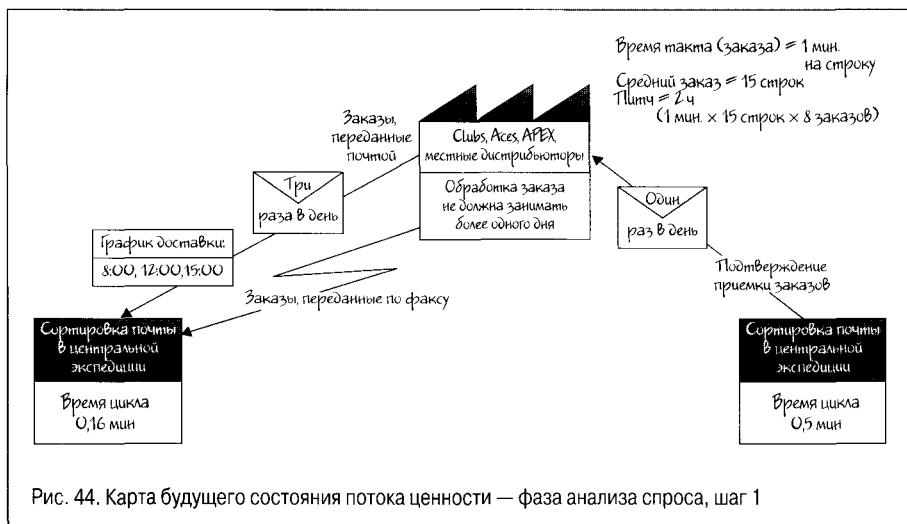 Время такта (заказа) = 1 мин.
на строку
Средний заказ = 15 строк
Питч = 2 ч
(1 мин. × 15 строк × 8 заказов)
Заказы,
переданные
почтой
Clubs, Aces, APEX,
местные дистрибьюторы
Обработка заказа
не должна занимать
более одного дня
Три
раза в день
Один
раз в день
График доставки:
8:00, 12:00, 15:00
Заказы, переданные по факсу
Подтверждение
приемки заказов
Сортировка почты
в центральной
экспедиции
Время цикла
0,16 мин
Сортировка почты
в центральной
экспедиции
Время цикла
0,5 мин
Рис. 44. Карта будущего состояния потока ценности — фаза анализа спроса, шаг 1